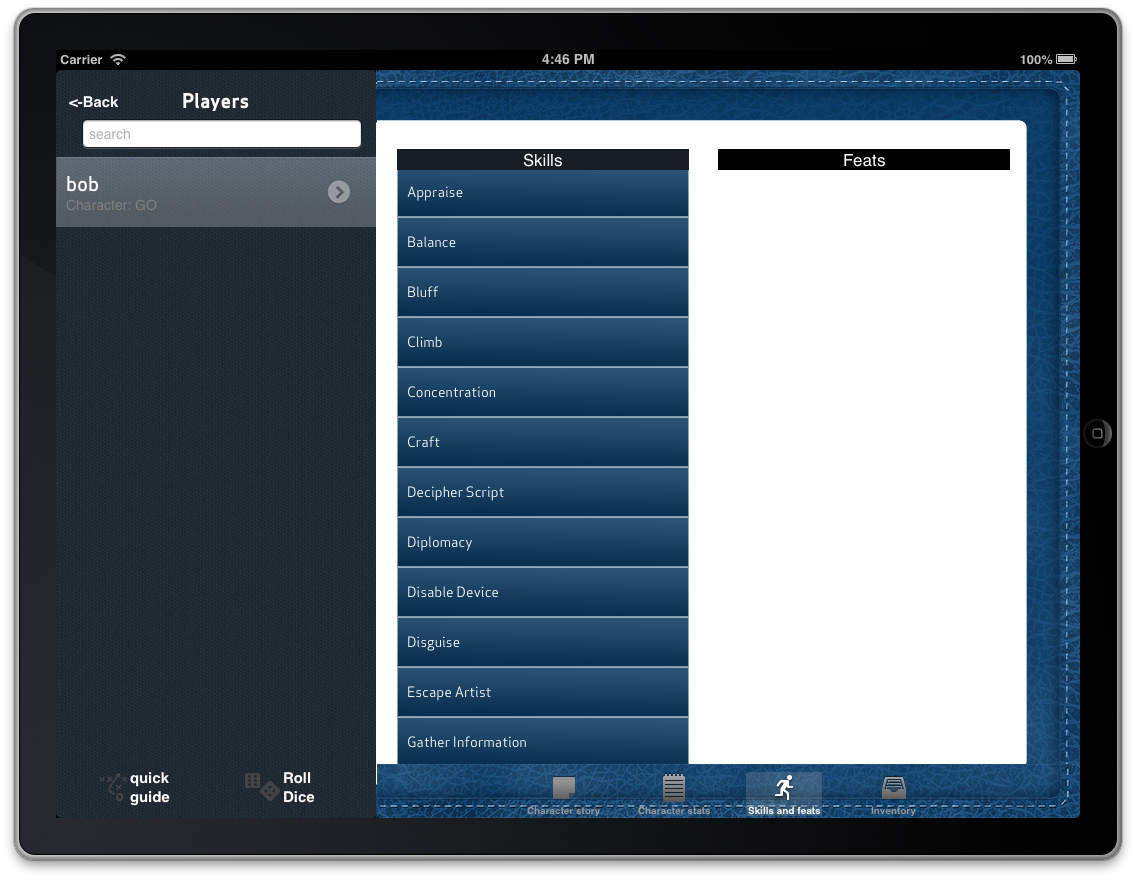 Carrier
4:46 PM
100%
<-Back
Players
search
bob
Character: GO
Skills
Appraise
Balance
Bluff
Climb
Concentration
Craft
Decipher Script
Diplomacy
Disable Device
Disguise
Escape Artist
Gather Information
Feats
quick
guide
Roll
Dice
Character story
Character stats
Skills and feats
Inventory